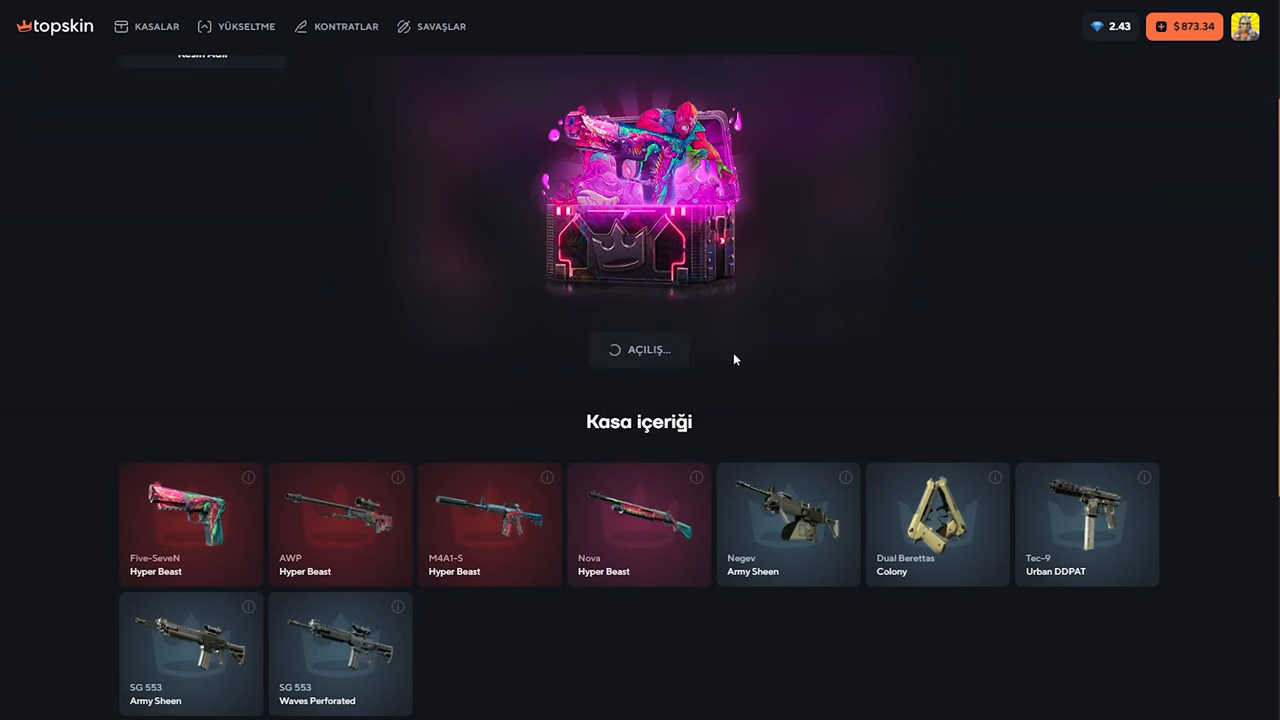 topskin
KASALAR
YÜKSELTME
KONTRATLAR
SAVAŞLAR
2.43
$ 873.34
AÇILIŞ...
Kasa içeriği
Five-SeveN
Hyper Beast
AWP
Hyper Beast
M4A1-S
Hyper Beast
Nova
Hyper Beast
Negev
Army Sheen
Dual Berettas
Colony
Tec-9
Urban DDPAT
SG 553
Army Sheen
SG 553
Waves Perforated